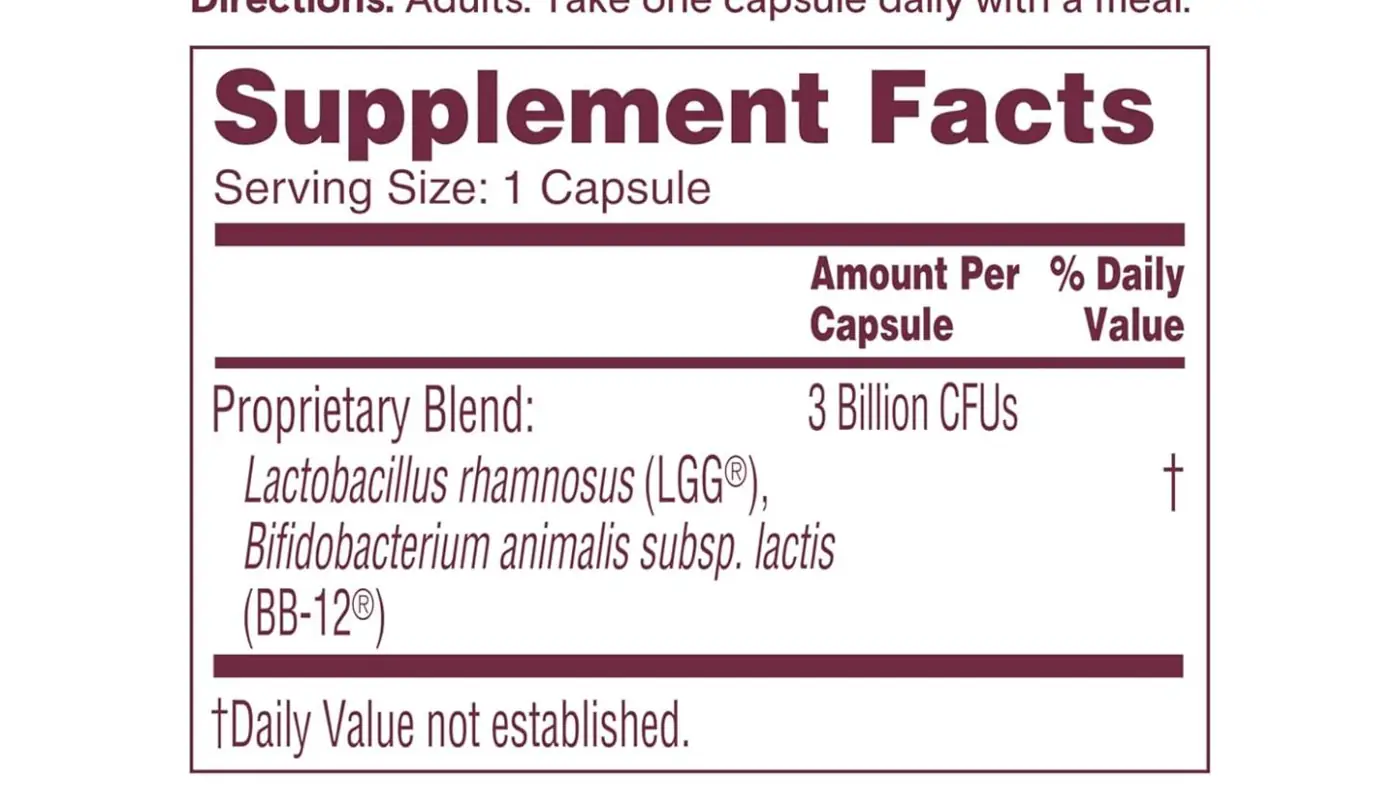 Directions: Adults: Take one capsule daily with a meal.
Supplement Facts
Serving Size: 1 Capsule
Amount Per % Daily
Capsule Value
Proprietary Blend: 3 Billion CFUs
Lactobacillus rhamnosus (LGG®), †
Bifidobacterium animalis subsp. lactis
(BB-12®)
†Daily Value not established.